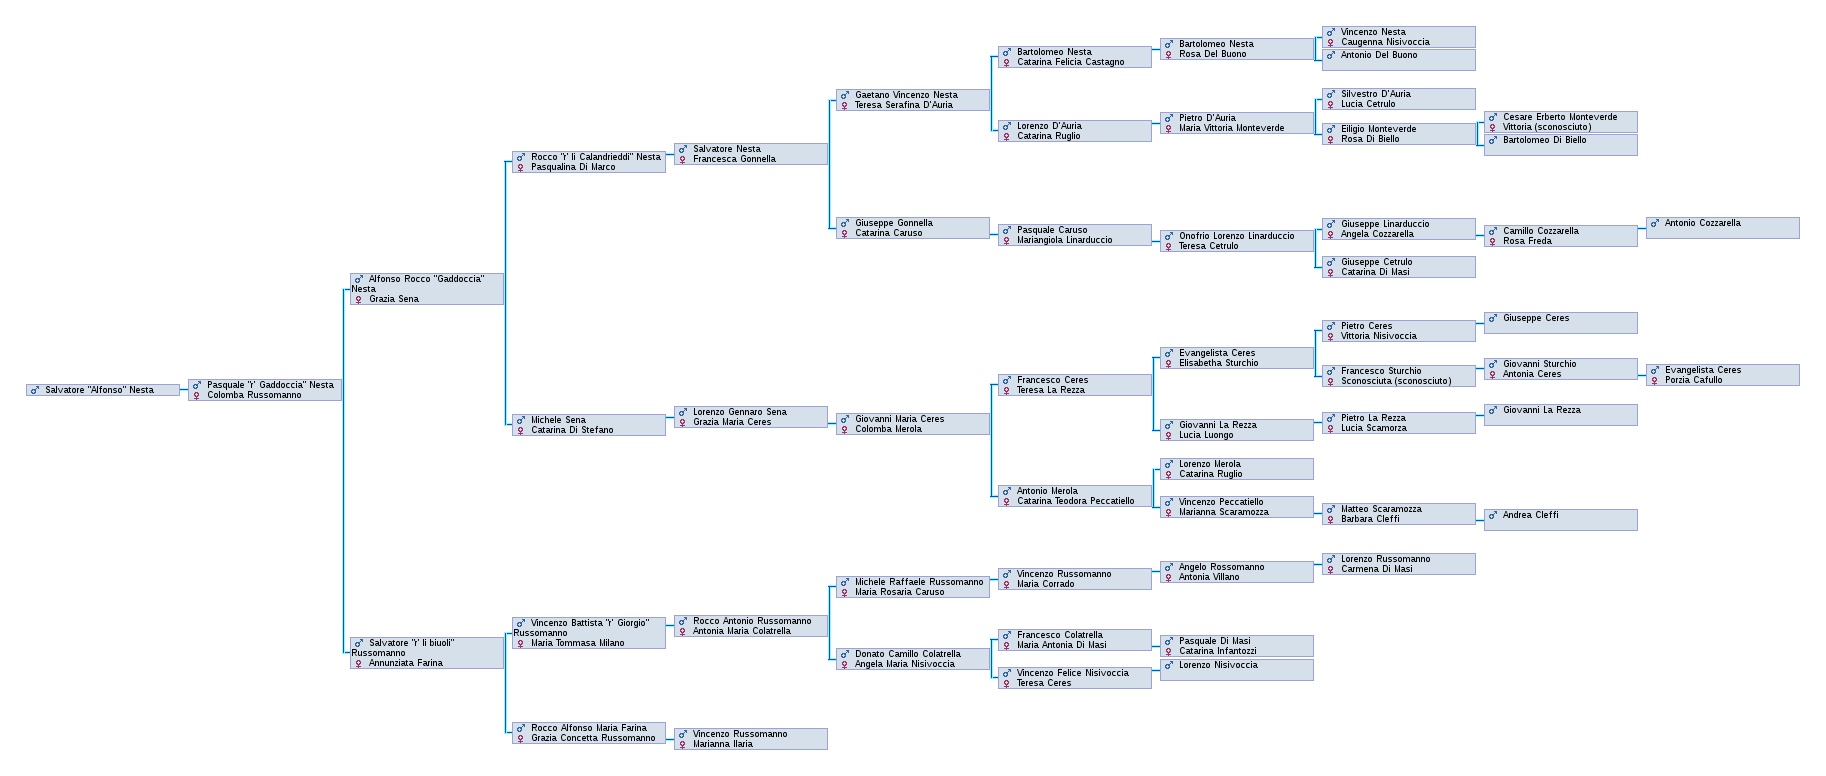 Salvatore "Alfonso" Nesta
Pasquale "r' Gaddoccia" Nesta
Colomba Russomanno
Alfonso Rocco "Gaddoccia"
Nesta
Grazia Sena
Salvatore "r' li biuoli"
Russomanno
Annunziata Farina
Rocco "r' li Calandrieddi" Nesta
Pasqualina Di Marco
Michele Sena
Catarina Di Stefano
Vincenzo Battista "r' Giorgio"
Russomanno
Maria Tommasa Milano
Rocco Alfonso Maria Farina
Grazia Concetta Russomanno
Salvatore Nesta
Francesca Gonnella
Lorenzo Gennaro Sena
Grazia Maria Ceres
Rocco Antonio Russomanno
Antonia Maria Colatrella
Vincenzo Russomanno
Marianna Ilaria
Gaetano Vincenzo Nesta
Teresa Serafina D'Auria
Giuseppe Gonnella
Catarina Caruso
Giovanni Maria Ceres
Colomba Merola
Michele Raffaele Russomanno
Maria Rosaria Caruso
Donato Camillo Colatrella
Angela Maria Nisivoccia
Bartolomeo Nesta
Catarina Felicia Castagno
Lorenzo D'Auria
Catarina Ruglio
Pasquale Caruso
Mariangiola Linarduccio
Francesco Ceres
Teresa La Rezza
Antonio Merola
Catarina Teodora Peccatiello
Vincenzo Russomanno
Maria Corrado
Francesco Colatrella
Maria Antonia Di Masi
Vincenzo Felice Nisivoccia
Teresa Ceres
Bartolomeo Nesta
Rosa Del Buono
Pietro D'Auria
Maria Vittoria Monteverde
Onofrio Lorenzo Linarduccio
Teresa Cetrulo
Evangelista Ceres
Elisabetha Sturchio
Giovanni La Rezza
Lucia Luongo
Lorenzo Merola
Catarina Ruglio
Vincenzo Peccatiello
Marianna Scaramozza
Angelo Rossomanno
Antonia Villano
Pasquale Di Masi
Catarina Infantozzi
Lorenzo Nisivoccia
Vincenzo Nesta
Caugenna Nisivoccia
Antonio Del Buono
Silvestro D'Auria
Lucia Cetrulo
Eiligio Monteverde
Rosa Di Biello
Giuseppe Linarduccio
Angela Cozzarella
Giuseppe Cetrulo
Catarina Di Masi
Pietro Ceres
Vittoria Nisivoccia
Francesco Sturchio
Sconosciuta (sconosciuto)
Pietro La Rezza
Lucia Scamorza
Matteo Scaramozza
Barbara Cleffi
Lorenzo Russomanno
Carmena Di Masi
Cesare Erberto Monteverde
Vittoria (sconosciuto)
Bartolomeo Di Biello
Camillo Cozzarella
Rosa Freda
Giuseppe Ceres
Giovanni Sturchio
Antonia Ceres
Giovanni La Rezza
Andrea Cleffi
Antonio Cozzarella
Evangelista Ceres
Porzia Cafullo